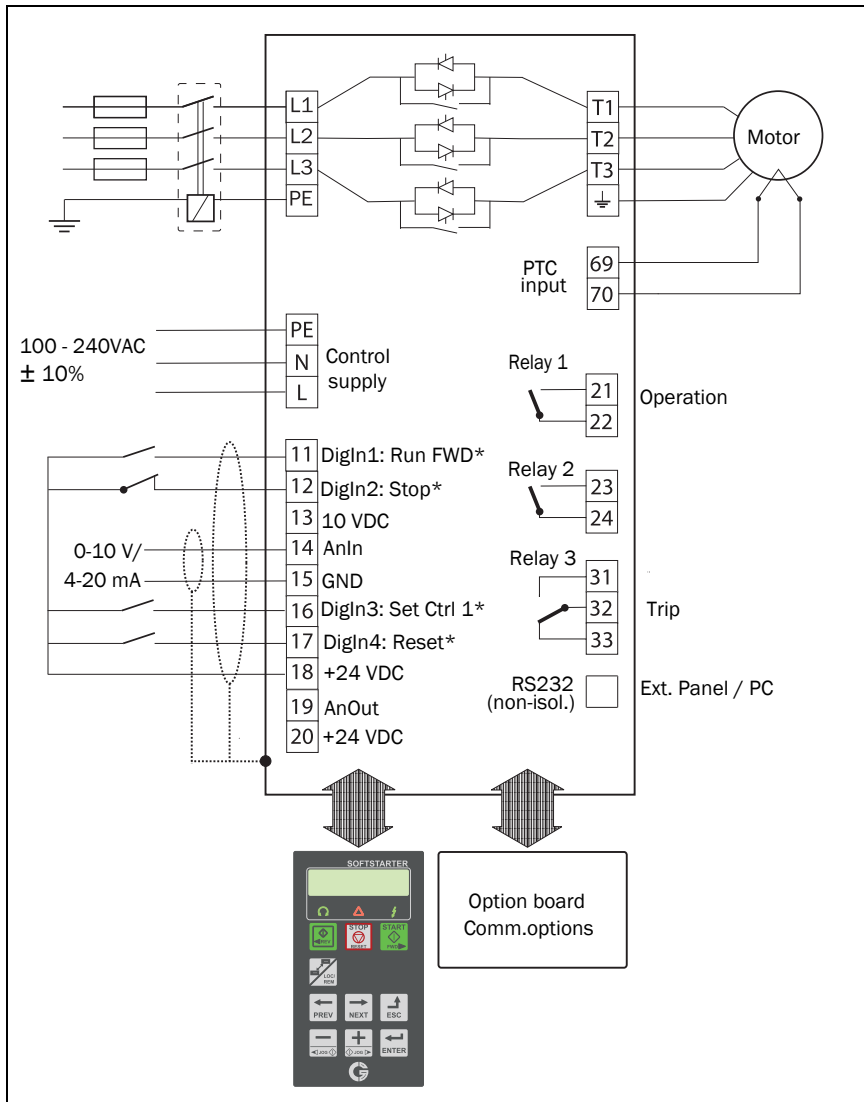 L1
L2
L3
PE
T1
T2
T3
Motor
PTC
input
69
70
100 - 240VAC
± 10%
PE
N
L
Control
supply
Relay 1
21
22
Operation
Relay 2
23
24
Relay 3
31
32
33
Trip
RS232
(non-isol.)
Ext. Panel / PC
11 DigIn1: Run FWD*
12 DigIn2: Stop*
13 10 VDC
14 AnIn
15 GND
16 DigIn3: Set Ctrl 1*
17 DigIn4: Reset*
18 +24 VDC
19 AnOut
20 +24 VDC
0-10 V/
4-20 mA
SOFTSTARTER
REV
STOP
RESET
START
FWD
LOC/
REM
PREV
NEXT
ESC
JOG
JOG
ENTER
Option board
Comm.options